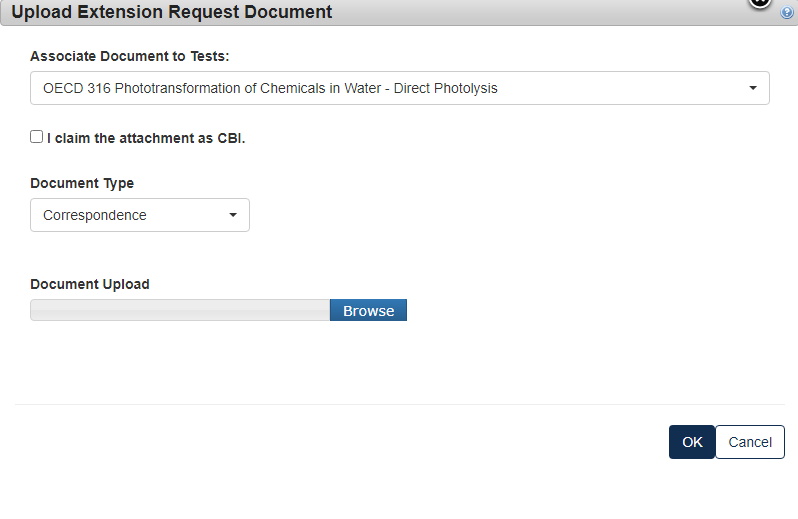 Upload Extension Request Document
Associate Document to Tests:
OECD 316 Phototransformation of Chemicals in Water - Direct Photolysis
I claim the attachment as CBI.
Document Type
Correspondence
Document Upload
Browse
OK
Cancel